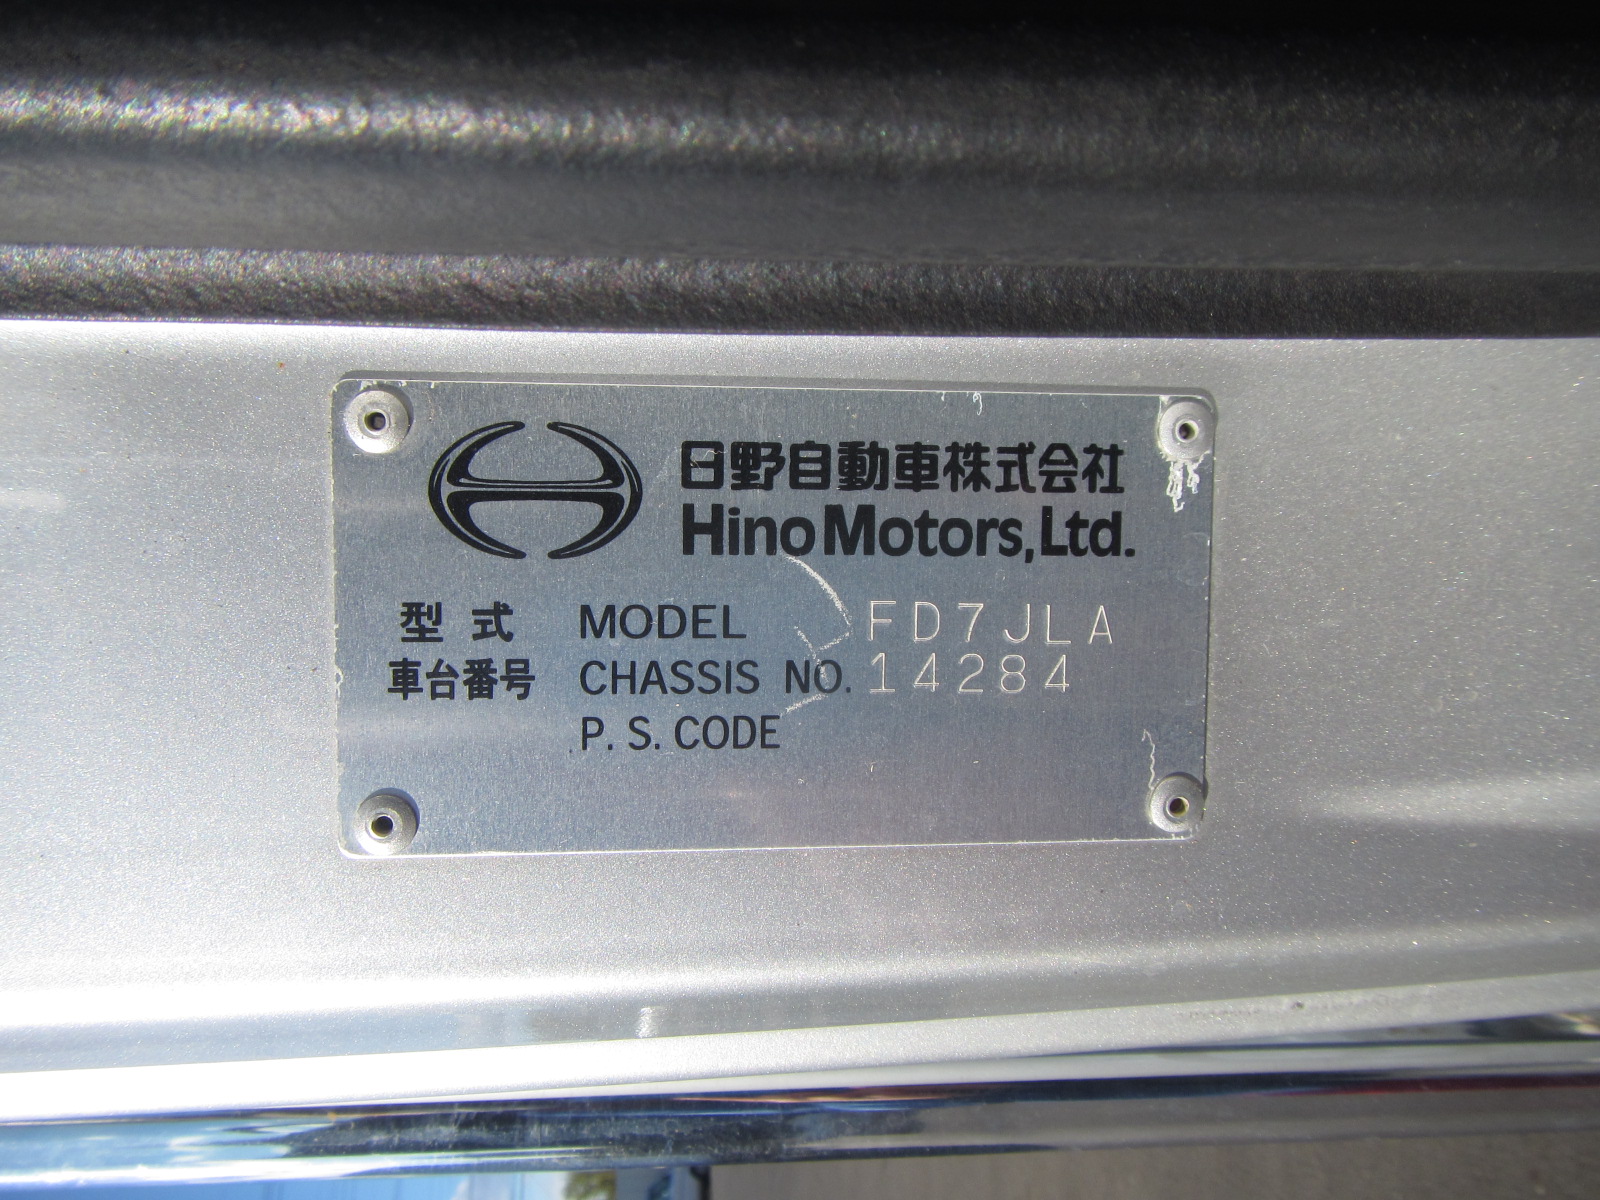 日野自動車株式会社
Hino Motors, Ltd.
型式 MODEL FD7JLA
車台番号 CHASSIS NO. 14284
P. S. CODE